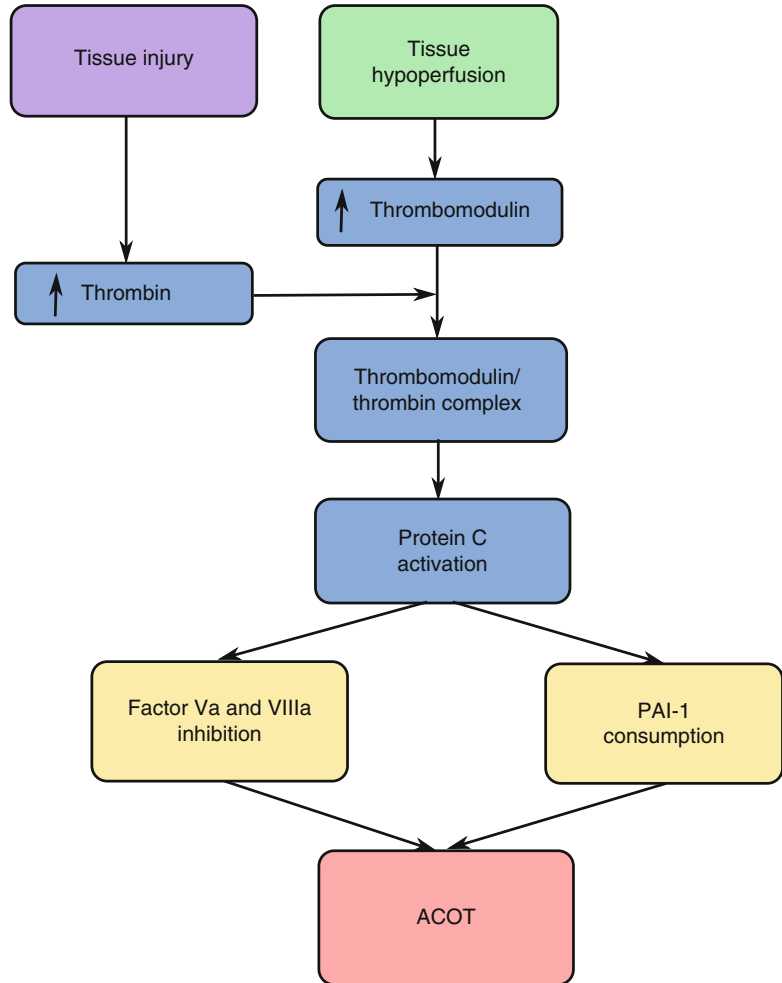 Tissue injury
Tissue
hypoperfusion
Thrombomodulin
Thrombin
Thrombomodulin/
thrombin complex
Protein C
activation
Factor Va and VIIIa
inhibition
PAI-1
consumption
ACOT